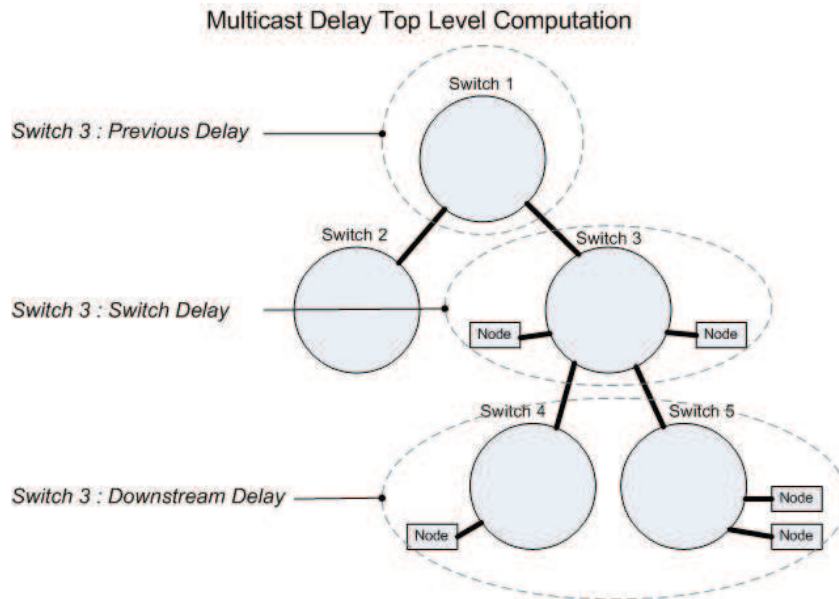 Multicast Delay Top Level Computation
Switch 1
Switch 3 : Previous Delay
Switch 2
Switch 3
Switch 3 : Switch Delay
Node
Node
Switch 4
Switch 5
Switch 3 : Downstream Delay
Node
Node
Node